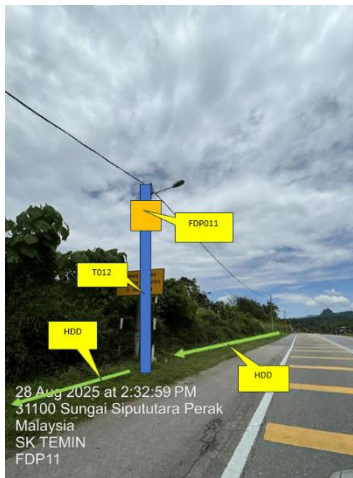 FDP011
T012
HDD
HDD
28 Aug 2025 at 2:32:59 PM
31100 Sungai Sipututara Perak
Malaysia
SK TEMIN
FDP11